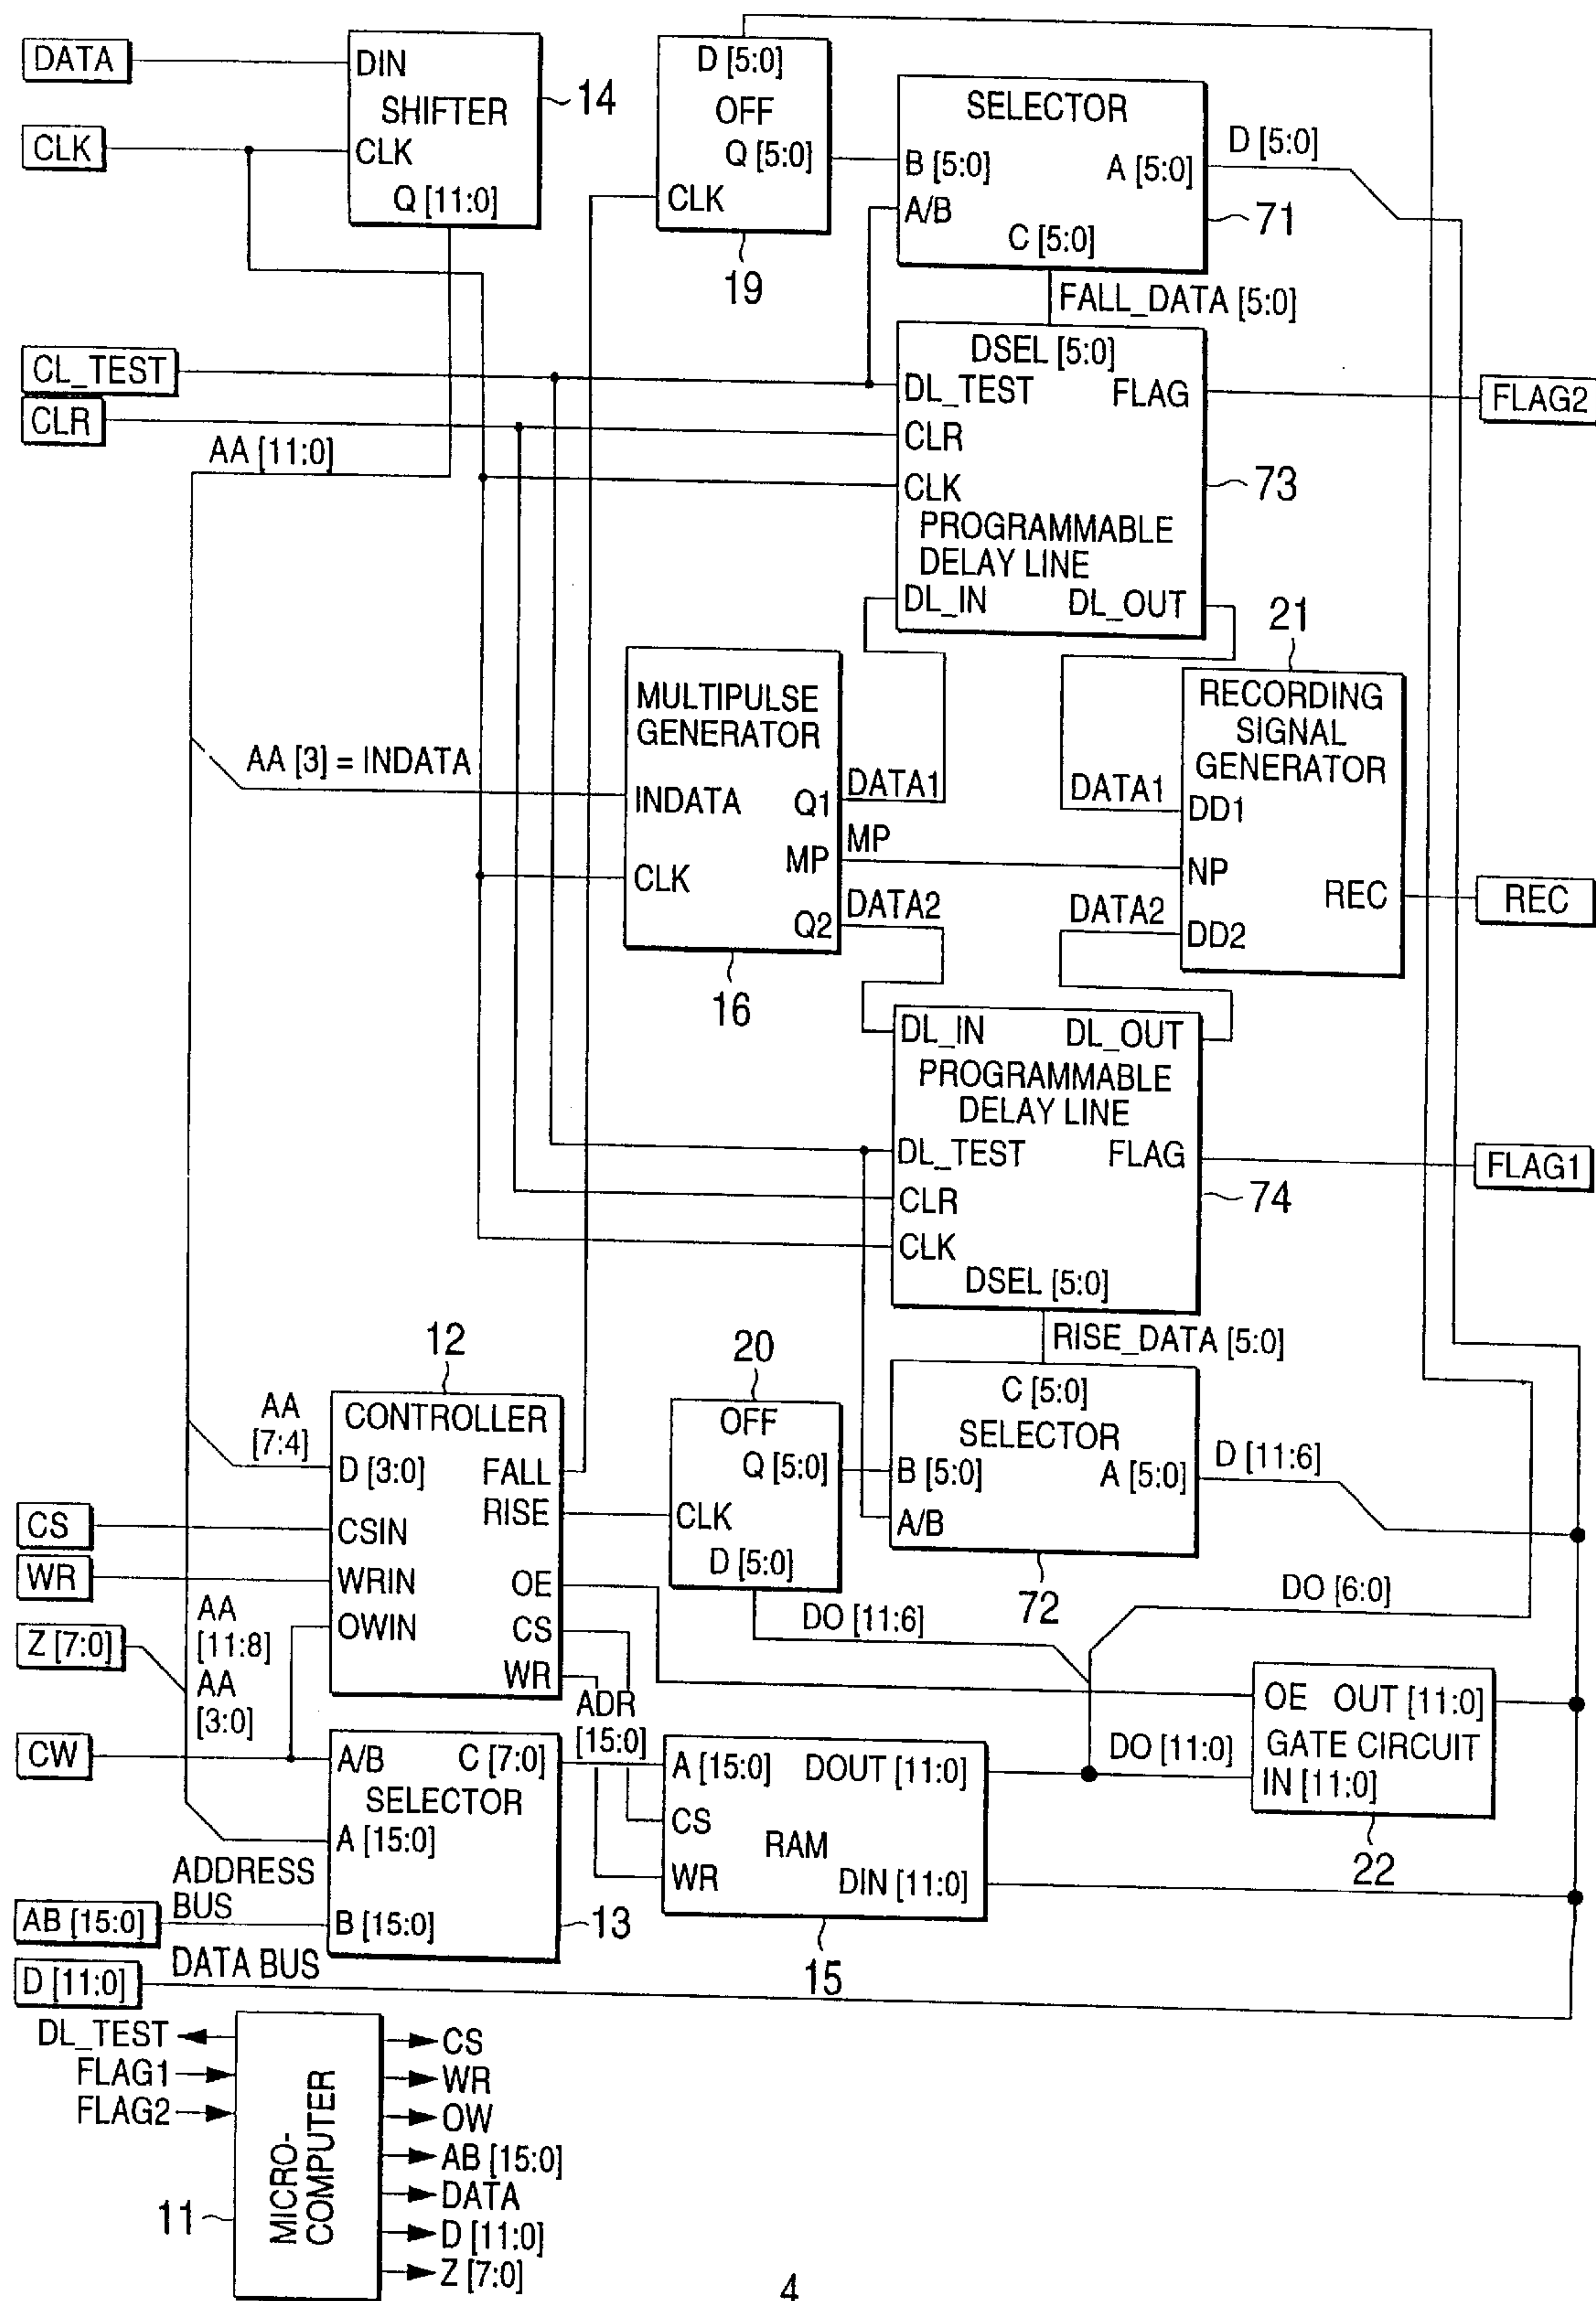 DATA
DIN
SHIFTER
CLK
CLK
Q [11:0]
14
D [5:0]
OFF
Q [5:0]
CLK
19
SELECTOR
B [5:0]
A [5:0]
A/B
C [5:0]
D [5:0]
71
FALL_DATA [5:0]
CL_TEST
CLR
AA [11:0]
DSEL [5:0]
DL_TEST
FLAG
CLR
CLK
PROGRAMMABLE
DELAY LINE
DL_IN
DL_OUT
FLAG2
73
21
MULTIPULSE
GENERATOR
INDATA
Q1
MP
CLK
Q2
AA [3] = INDATA
DATA1
MP
DATA2
16
RECORDING
SIGNAL
GENERATOR
DATA1
DD1
NP
REC
DATA2
DD2
REC
DL_IN
DL_OUT
PROGRAMMABLE
DELAY LINE
DL_TEST
FLAG
CLR
CLK
DSEL [5:0]
FLAG1
74
RISE_DATA [5:0]
12
20
AA
[7:4]
CONTROLLER
D [3:0]
FALL
RISE
CSIN
WRIN
OE
OWIN
CS
WR
CS
WR
Z [7:0]
AA
[11:8]
AA
[3:0]
CW
OFF
Q [5:0]
CLK
D [5:0]
C [5:0]
SELECTOR
B [5:0]
A [5:0]
A/B
D [11:6]
72
DO [11:6]
DO [6:0]
ADR
[15:0]
A/B
C [7:0]
SELECTOR
A [15:0]
B [15:0]
13
ADDRESS
BUS
AB [15:0]
D [11:0]
DATA BUS
A [15:0]
DOUT [11:0]
CS
RAM
WR
DIN [11:0]
15
DO [11:0]
OE
OUT [11:0]
GATE CIRCUIT
IN [11:0]
22
DL_TEST
FLAG1
FLAG2
MICRO-
COMPUTER
11
CS
WR
OW
AB [15:0]
DATA
D [11:0]
Z [7:0]
4